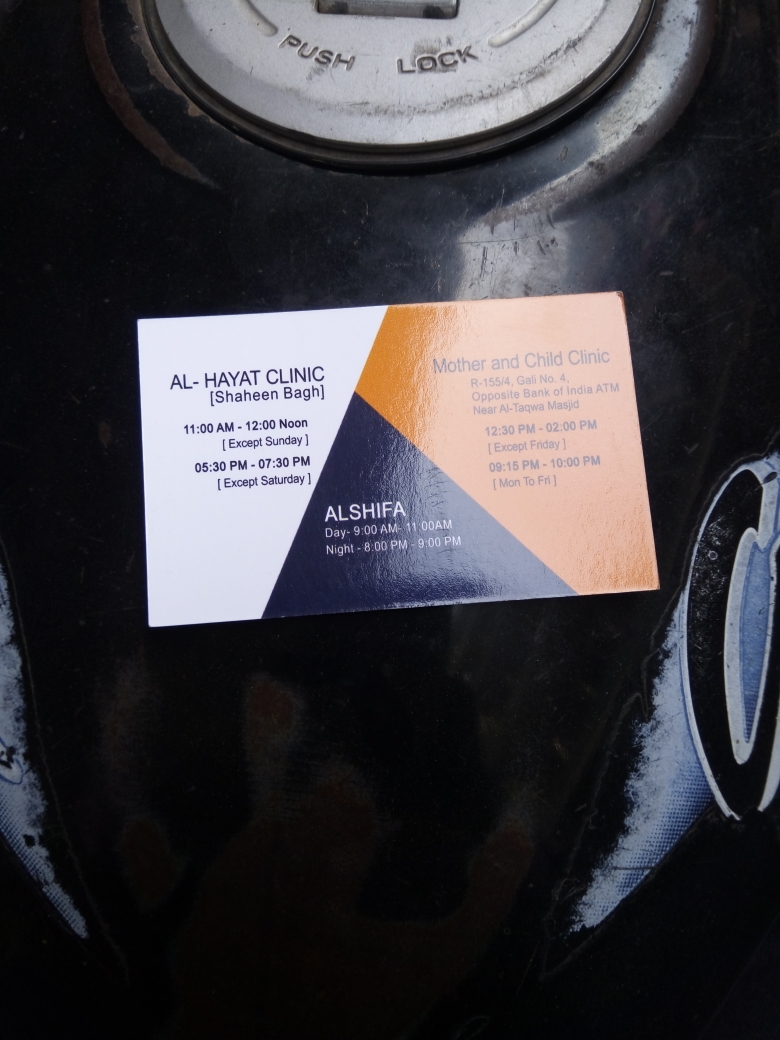 PUSH LOCK
AL- HAYAT CLINIC
[Shaheen Bagh]
11:00 AM - 12:00 Noon
[ Except Sunday ]
05:30 PM - 07:30 PM
[ Except Saturday ]
Mother and Child Clinic
R-155/4, Gali No. 4,
Opposite Bank of India ATM
Near Al-Taqwa Masjid
12:30 PM - 02:00 PM
[ Except Friday ]
09:15 PM - 10:00 PM
[ Mon To Fri ]
ALSHIFA
Day- 9:00 AM- 11:00AM
Night - 8:00 PM - 9:00 PM